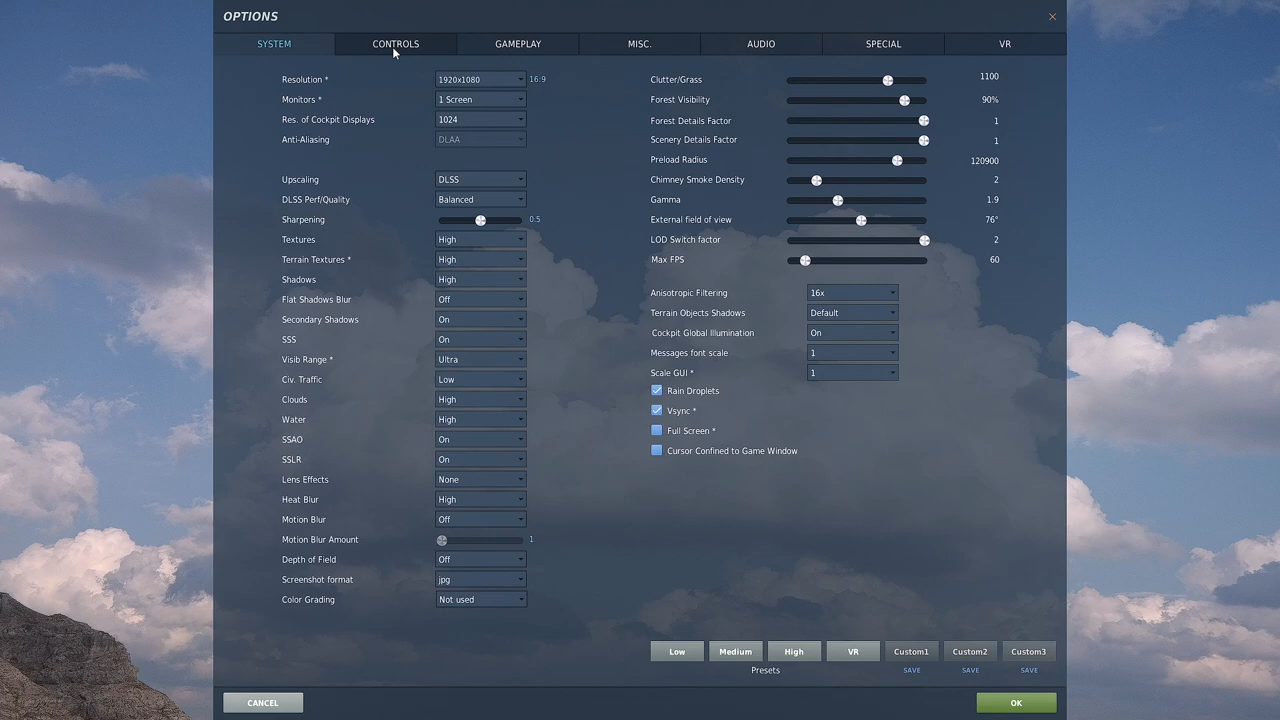 OPTIONS
SYSTEM CONTROLS GAMEPLAY MISC. AUDIO SPECIAL VR
Resolution * 1920x1080 16:9
Monitors * 1 Screen
Res. of Cockpit Displays 1024
Anti-Aliasing DLAA
Upscaling DLSS
DLSS Perf/Quality Balanced
Sharpening 0.5
Textures High
Terrain Textures * High
Shadows High
Flat Shadows Blur Off
Secondary Shadows On
SSS On
Visib Range * Ultra
Civ. Traffic Low
Clouds High
Water High
SSAO On
SSLR On
Lens Effects None
Heat Blur High
Motion Blur Off
Motion Blur Amount 1
Depth of Field Off
Screenshot format jpg
Color Grading Not used
Clutter/Grass 1100
Forest Visibility 90%
Forest Details Factor 1
Scenery Details Factor 1
Preload Radius 120900
Chimney Smoke Density 2
Gamma 1.9
External field of view 76°
LOD Switch factor 2
Max FPS 60
Anisotropic Filtering 16x
Terrain Objects Shadows Default
Cockpit Global Illumination On
Messages font scale 1
Scale GUI * 1
Rain Droplets
Vsync *
Full Screen *
Cursor Confined to Game Window
Low Medium High VR Custom1 Custom2 Custom3
Presets SAVE SAVE SAVE
CANCEL OK